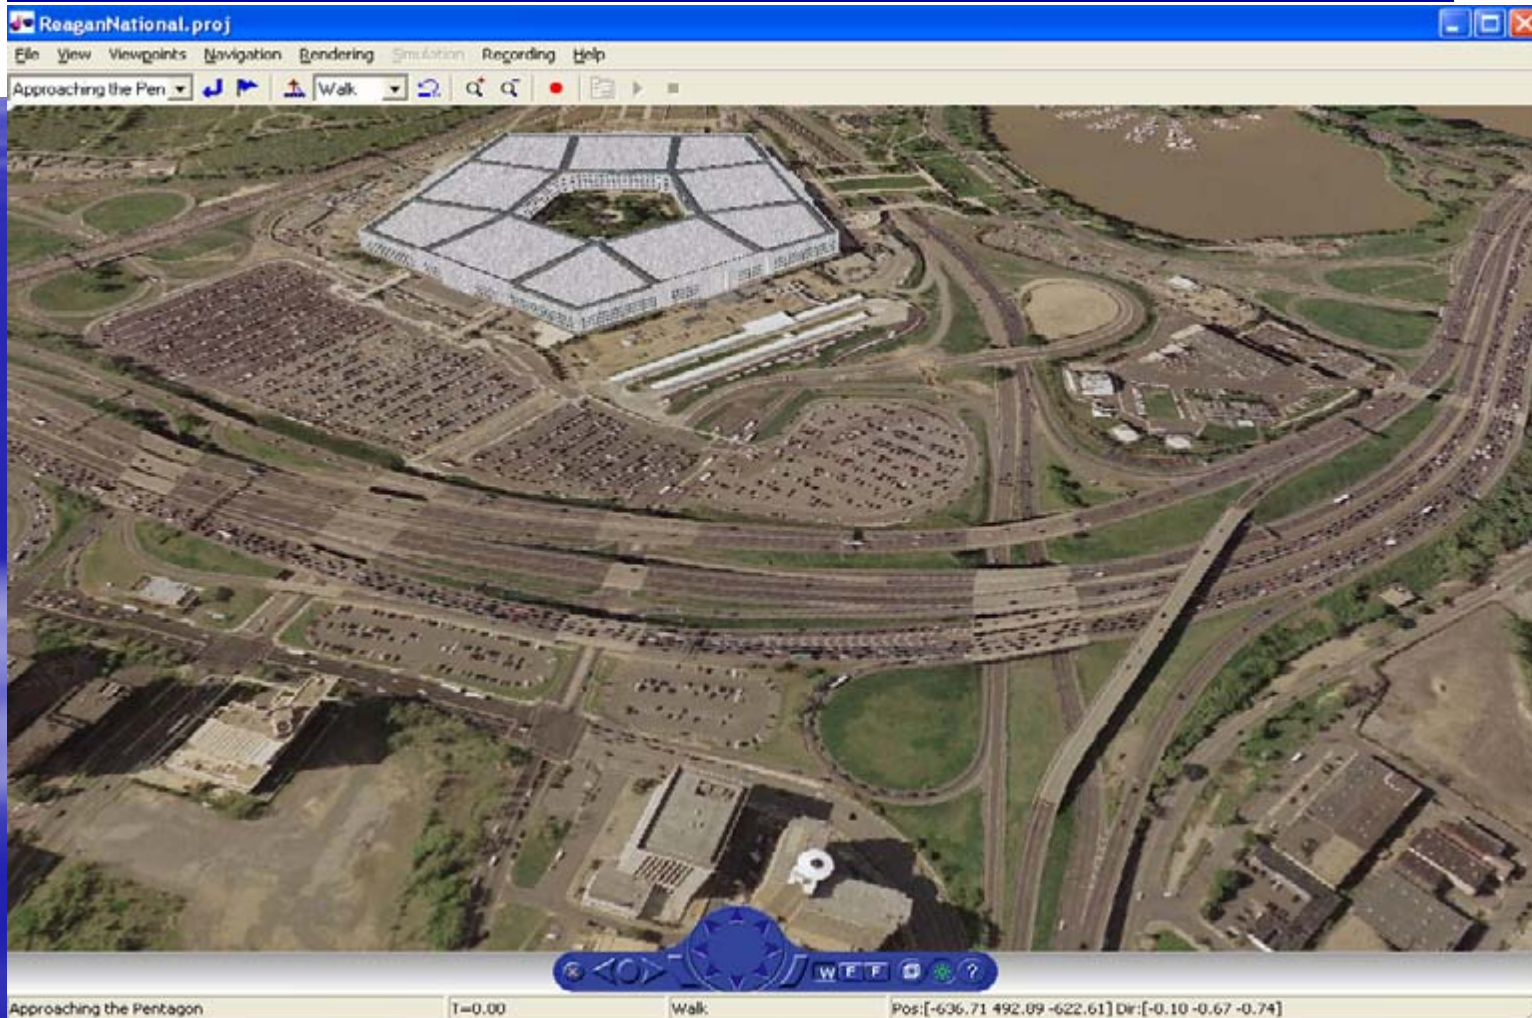 ReaganNational.proj
File View Viewpoints Navigation Rendering Simulation Recording Help
Approaching the Pen Walk
W E F ?
Approaching the Pentagon T=0.00 Walk Pos:[-636.71 492.89 -622.61] Dir:[-0.10 -0.67 -0.74]